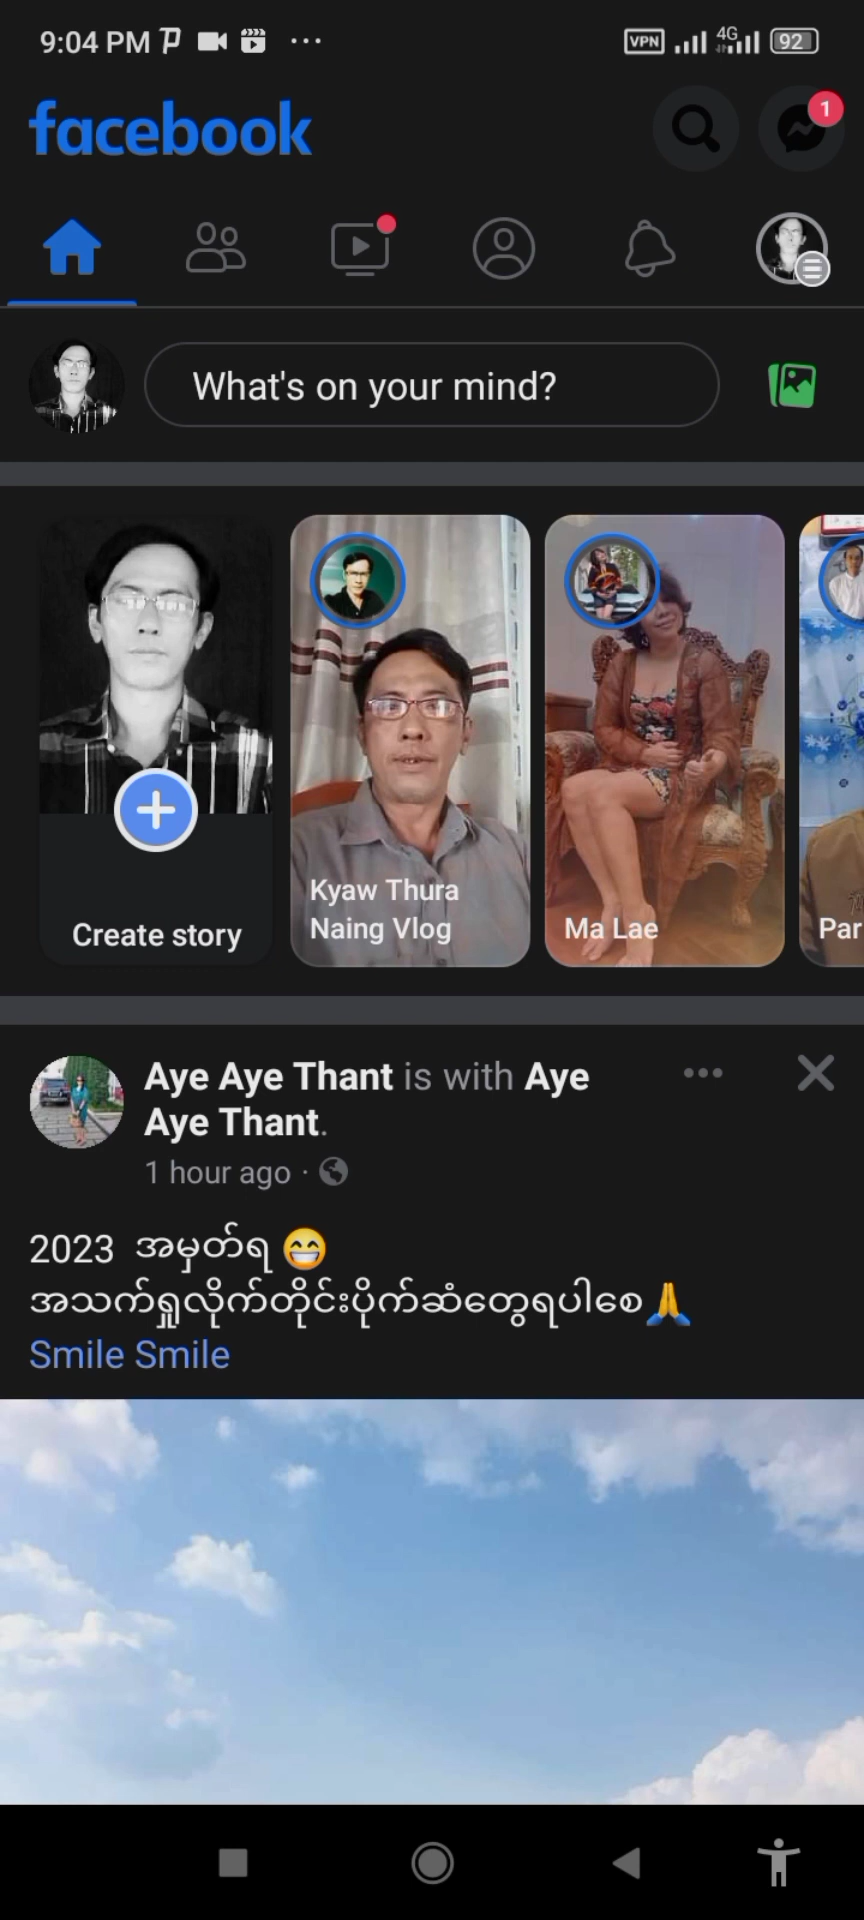 9:04 PM
VPN 4G 92
facebook
1
What's on your mind?
Create story
Kyaw Thura
Naing Vlog
Ma Lae
Par
Aye Aye Thant is with Aye
Aye Thant.
1 hour ago ·
2023 အမှတ်ရ 😁
အသက်ရှူလိုက်တိုင်းပိုက်ဆံတွေရပါစေ🙏
Smile Smile